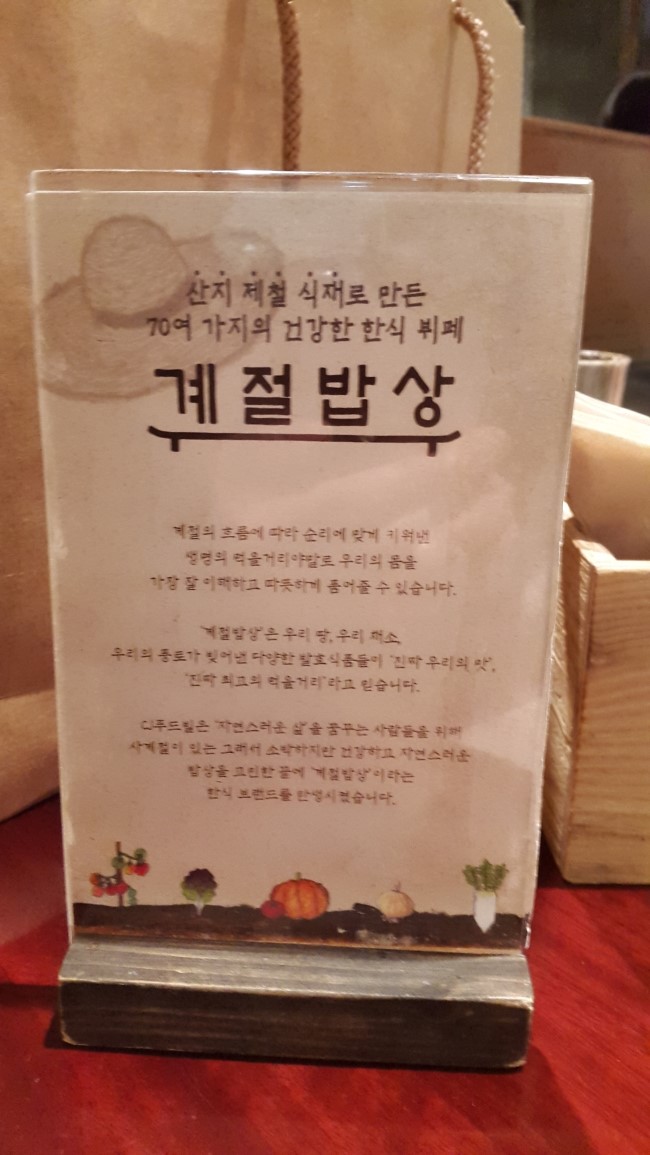 산지 제철 식재로 만든
70여 가지의 건강한 한식 뷔페
계절밥상
계절의 흐름에 따라 순리에 맞게 키워낸
생명의 먹을거리야말로 우리의 몸을
가장 잘 이해하고 따뜻하게 품어줄 수 있습니다.
'계절밥상'은 우리 땅, 우리 채소,
우리의 풍토가 빚어낸 다양한 발효식품들이 '진짜 우리의 맛',
'진짜 최고의 먹을거리'라고 믿습니다.
CJ푸드빌은 '자연스러운 삶'을 꿈꾸는 사람들을 위해
사계절이 있는 그래서 소박하지만 건강하고 자연스러운
밥상을 고민한 끝에 '계절밥상'이라는
한식 브랜드를 탄생시켰습니다.